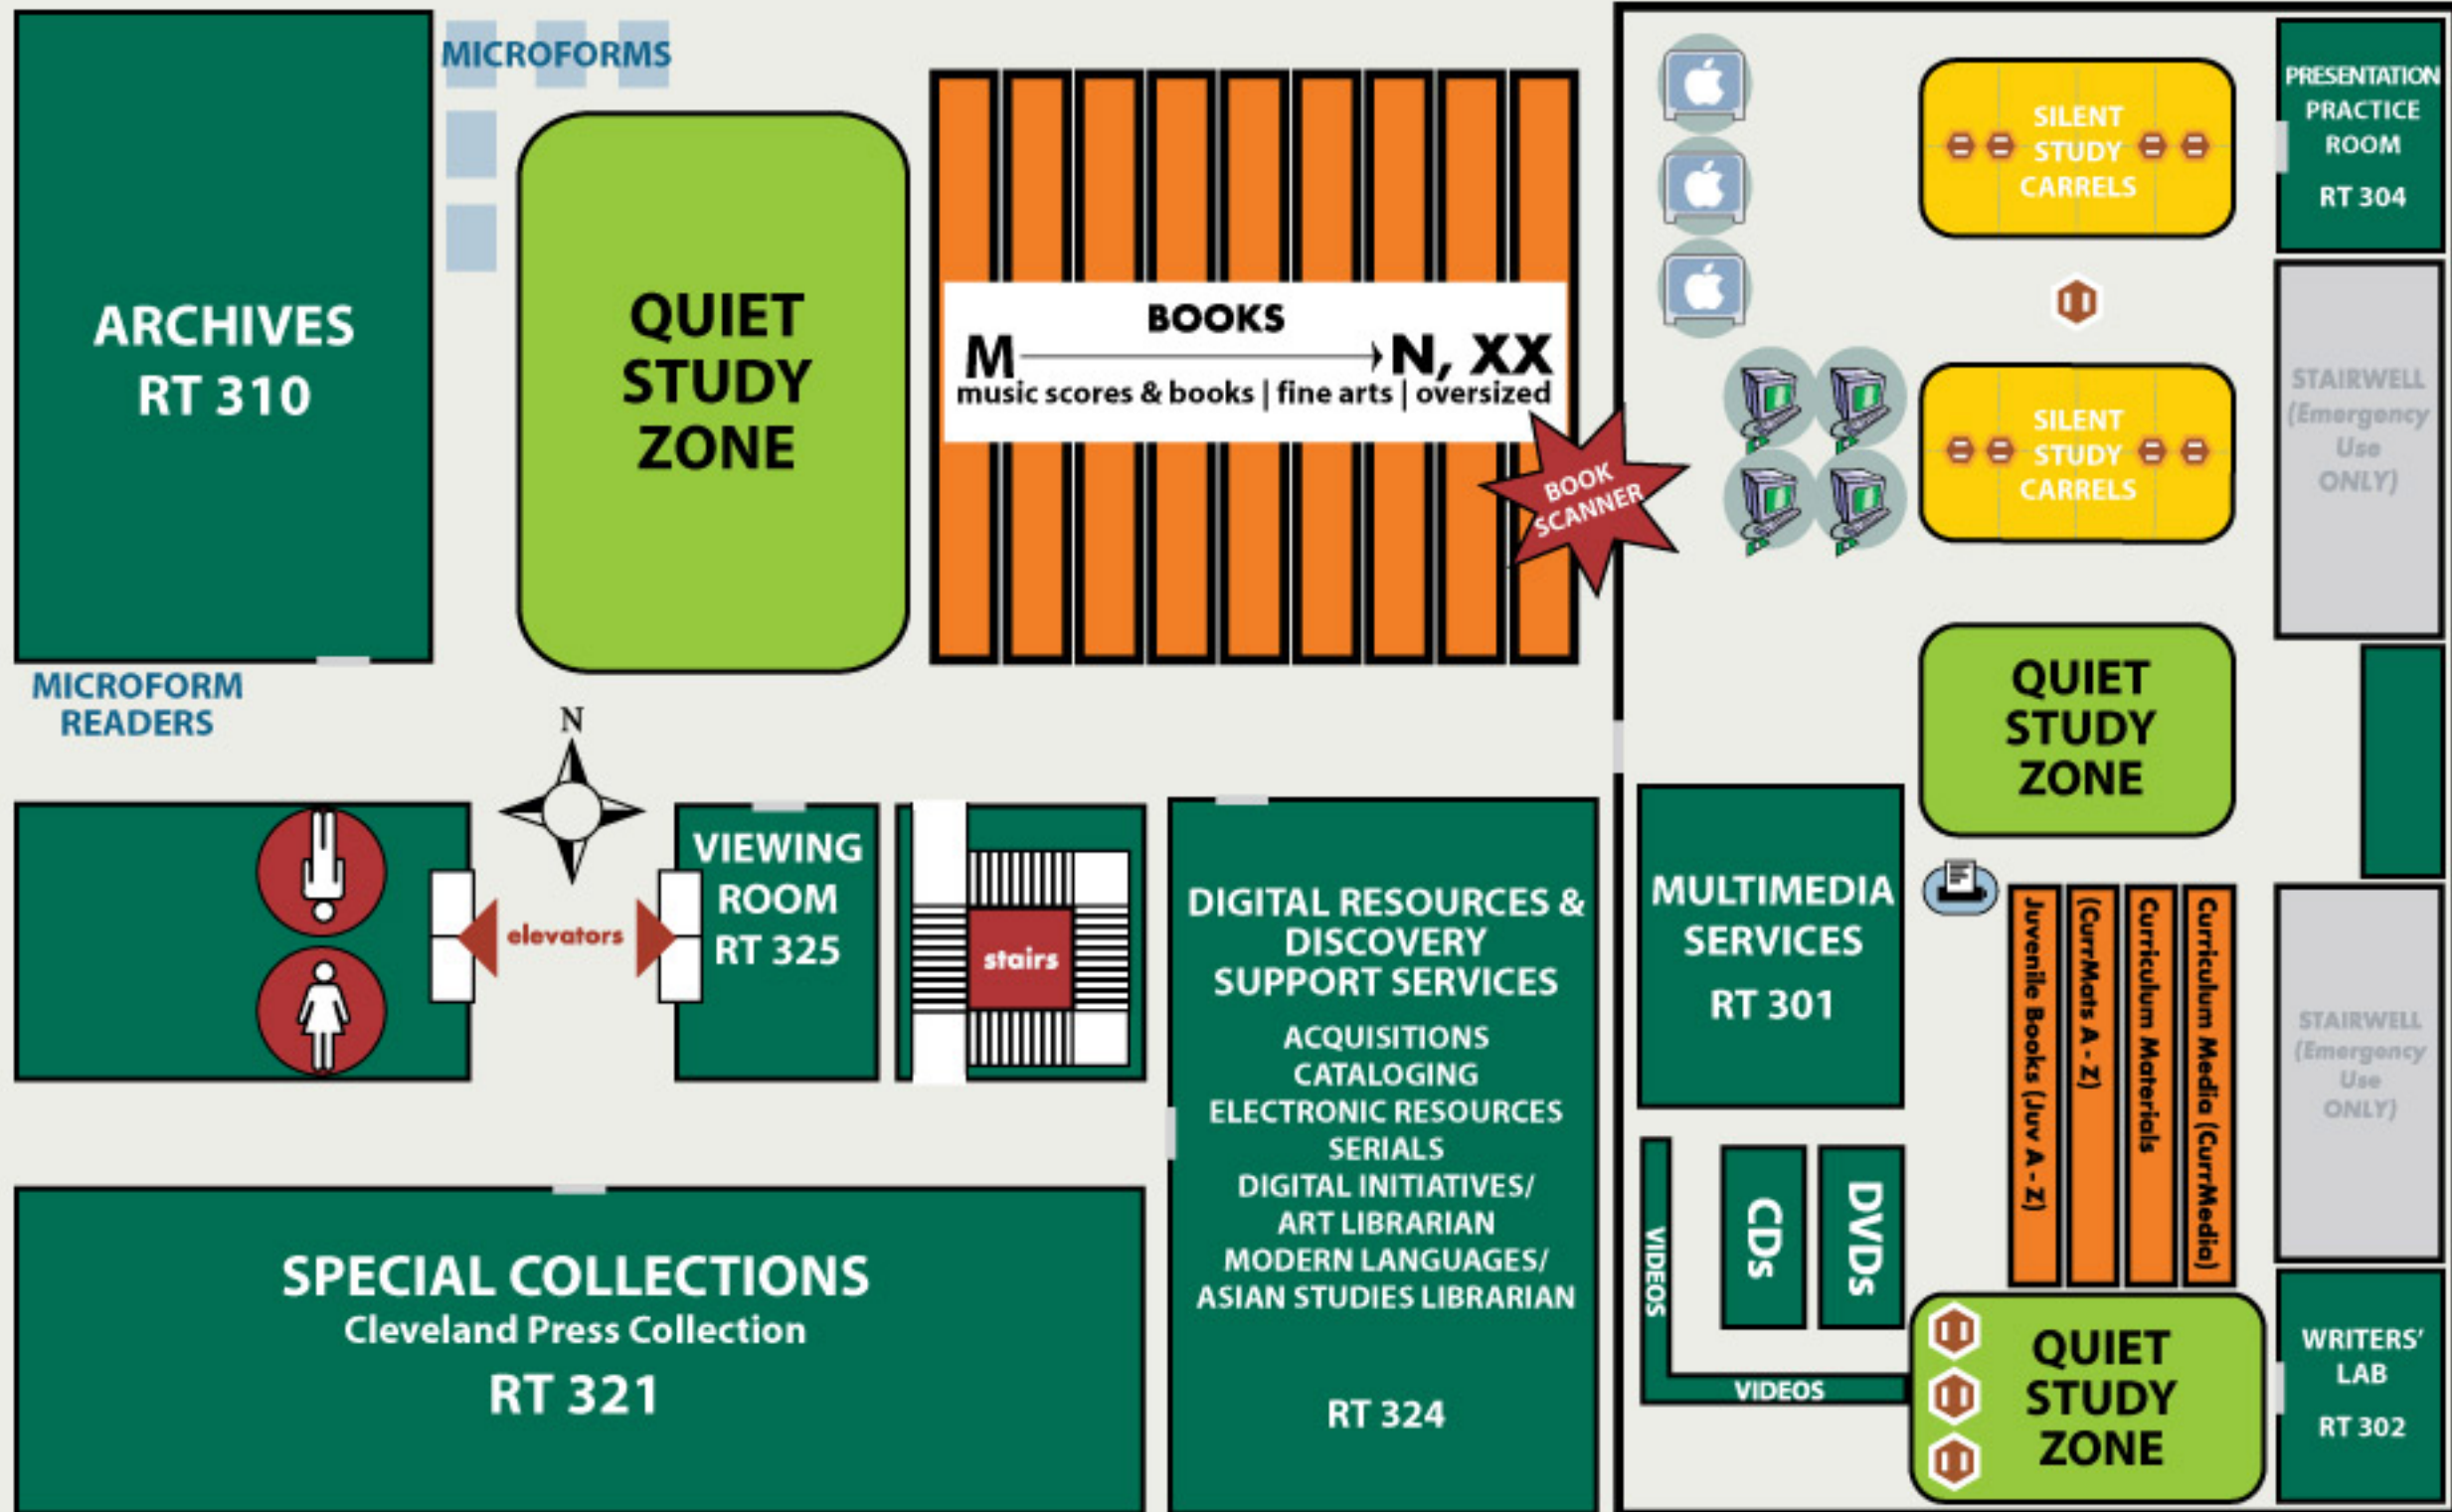 ARCHIVES
RT 310
MICROFORMS
QUIET
STUDY
ZONE
BOOKS
M N, XX
music scores & books | fine arts | oversized
BOOK
SCANNER
SILENT
STUDY
CARRELS
PRESENTATION
PRACTICE
ROOM
RT 304
SILENT
STUDY
CARRELS
STAIRWELL
(Emergency
Use
ONLY)
QUIET
STUDY
ZONE
MICROFORM
READERS
N
elevators
VIEWING
ROOM
RT 325
stairs
DIGITAL RESOURCES &
DISCOVERY
SUPPORT SERVICES
ACQUISITIONS
CATALOGING
ELECTRONIC RESOURCES
SERIALS
DIGITAL INITIATIVES/
ART LIBRARIAN
MODERN LANGUAGES/
ASIAN STUDIES LIBRARIAN
RT 324
MULTIMEDIA
SERVICES
RT 301
Juvenile Books (Juv A - Z)
(CurrMats A - Z)
Curriculum Materials
Curriculum Media (CurrMedia)
STAIRWELL
(Emergency
Use
ONLY)
SPECIAL COLLECTIONS
Cleveland Press Collection
RT 321
VIDEOS
CDs
DVDs
VIDEOS
QUIET
STUDY
ZONE
WRITERS'
LAB
RT 302